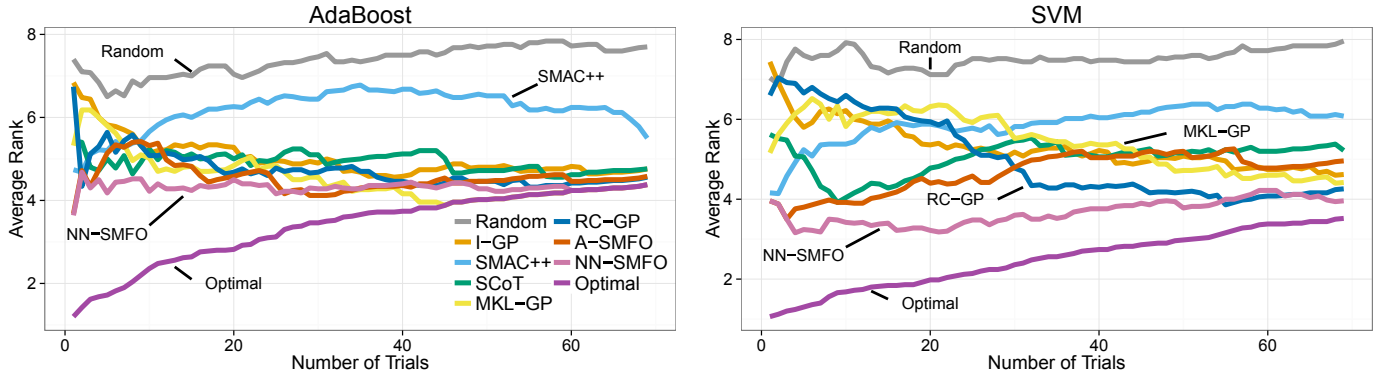 AdaBoost
Average Rank
8
6
4
2
Random
SMAC++
NN−SMFO
Optimal
Random
I−GP
SMAC++
SCoT
MKL−GP
RC−GP
A−SMFO
NN−SMFO
Optimal
0
20
40
60
Number of Trials
SVM
Average Rank
8
6
4
2
Random
MKL−GP
RC−GP
NN−SMFO
Optimal
0
20
40
60
Number of Trials